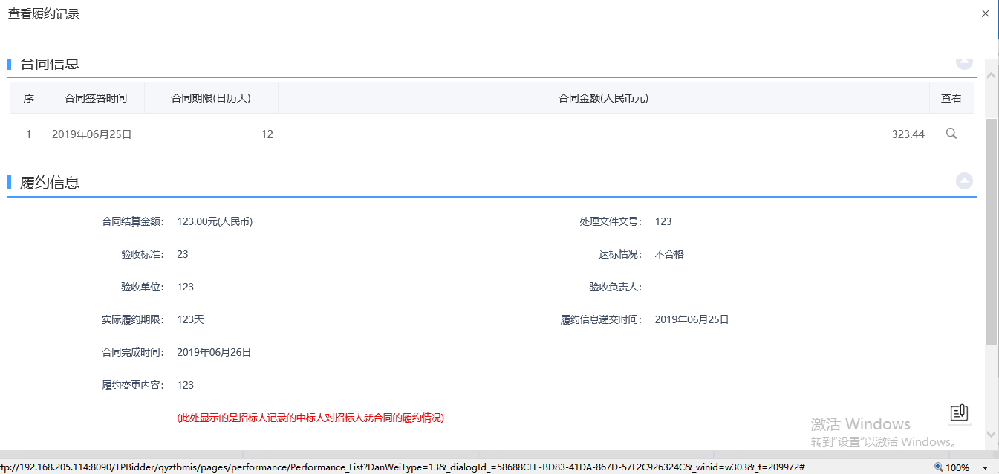 查看履约记录
合同信息
序 合同签署时间 合同期限(日历天) 合同金额(人民币元) 查看
1 2019年06月25日 12 323.44
履约信息
合同结算金额: 123.00元(人民币) 处理文件文号: 123
验收标准: 23 达标情况: 不合格
验收单位: 123 验收负责人:
实际履约期限: 123天 履约信息递交时间: 2019年06月25日
合同完成时间: 2019年06月26日
履约变更内容: 123
(此处显示的是招标人记录的中标人对招标人就合同的履约情况)
激活 Windows
转到"设置"以激活 Windows。
ttp://192.168.205.114:8090/TPBidder/qyztbmis/pages/performance/Performance_List?DanWeiType=13&_dialogId_=58688CFE-BD83-41DA-867D-57F2C926324C&_winid=w303&_t=209972# 100%